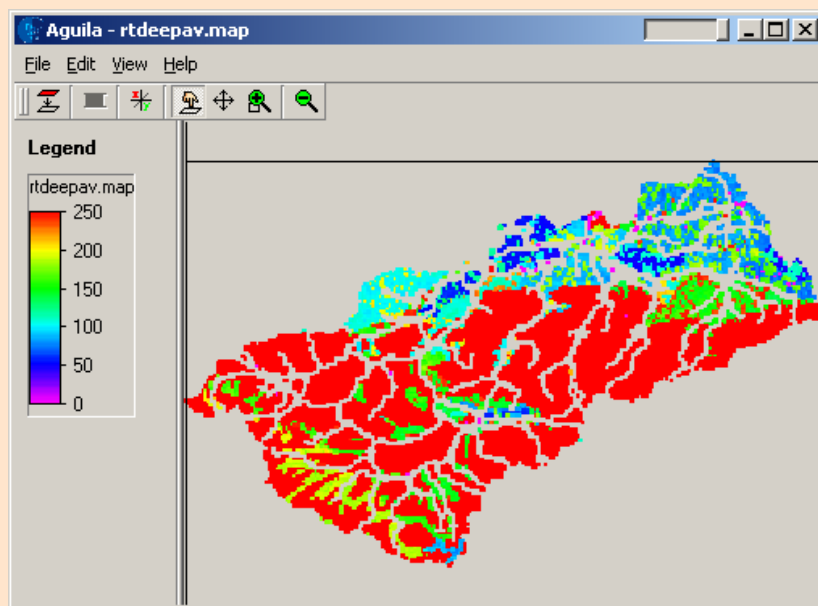 Aguila - rtdeepav.map
File Edit View Help
x
y
Legend
rtdeepav.map
250
200
150
100
50
0